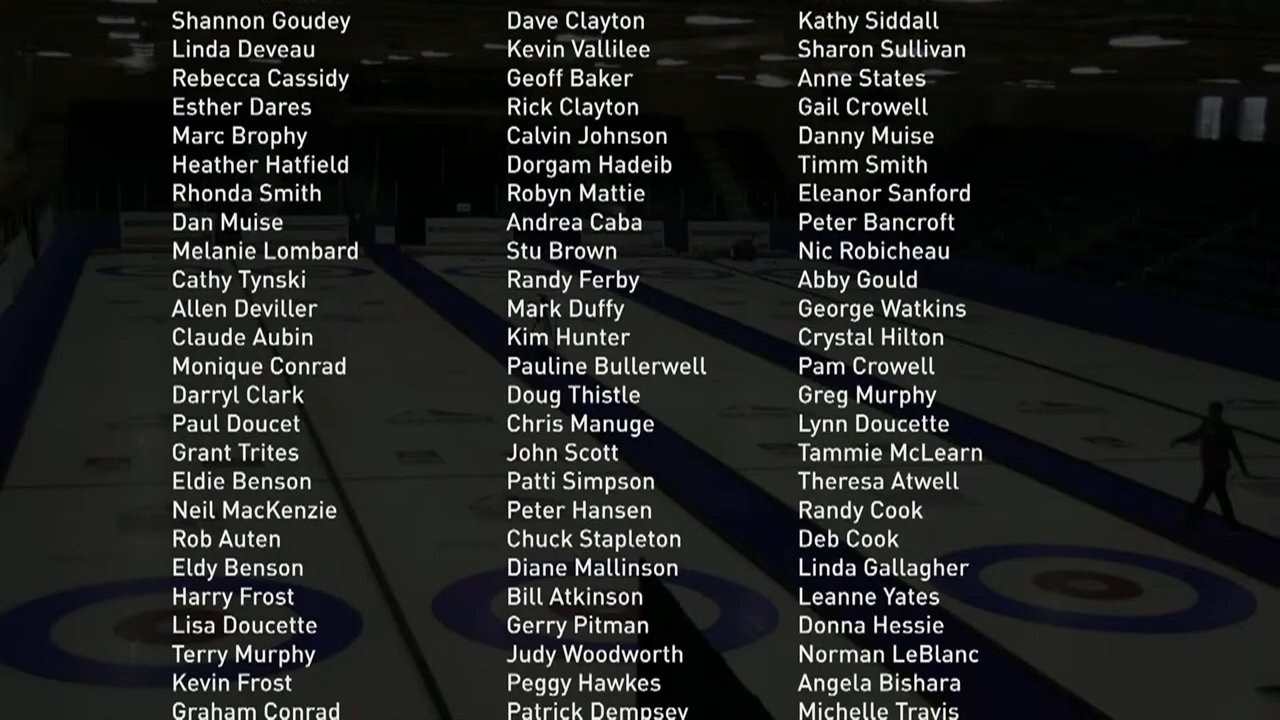 Shannon Goudey
Linda Deveau
Rebecca Cassidy
Esther Dares
Marc Brophy
Heather Hatfield
Rhonda Smith
Dan Muise
Melanie Lombard
Cathy Tynski
Allen Deviller
Claude Aubin
Monique Conrad
Darryl Clark
Paul Doucet
Grant Trites
Eldie Benson
Neil MacKenzie
Rob Auten
Eldy Benson
Harry Frost
Lisa Doucette
Terry Murphy
Kevin Frost
Graham Conrad
Dave Clayton
Kevin Vallilee
Geoff Baker
Rick Clayton
Calvin Johnson
Dorgam Hadeib
Robyn Mattie
Andrea Caba
Stu Brown
Randy Ferby
Mark Duffy
Kim Hunter
Pauline Bullerwell
Doug Thistle
Chris Manuge
John Scott
Patti Simpson
Peter Hansen
Chuck Stapleton
Diane Mallinson
Bill Atkinson
Gerry Pitman
Judy Woodworth
Peggy Hawkes
Patrick Dempsey
Kathy Siddall
Sharon Sullivan
Anne States
Gail Crowell
Danny Muise
Timm Smith
Eleanor Sanford
Peter Bancroft
Nic Robicheau
Abby Gould
George Watkins
Crystal Hilton
Pam Crowell
Greg Murphy
Lynn Doucette
Tammie McLearn
Theresa Atwell
Randy Cook
Deb Cook
Linda Gallagher
Leanne Yates
Donna Hessie
Norman LeBlanc
Angela Bishara
Michelle Travis